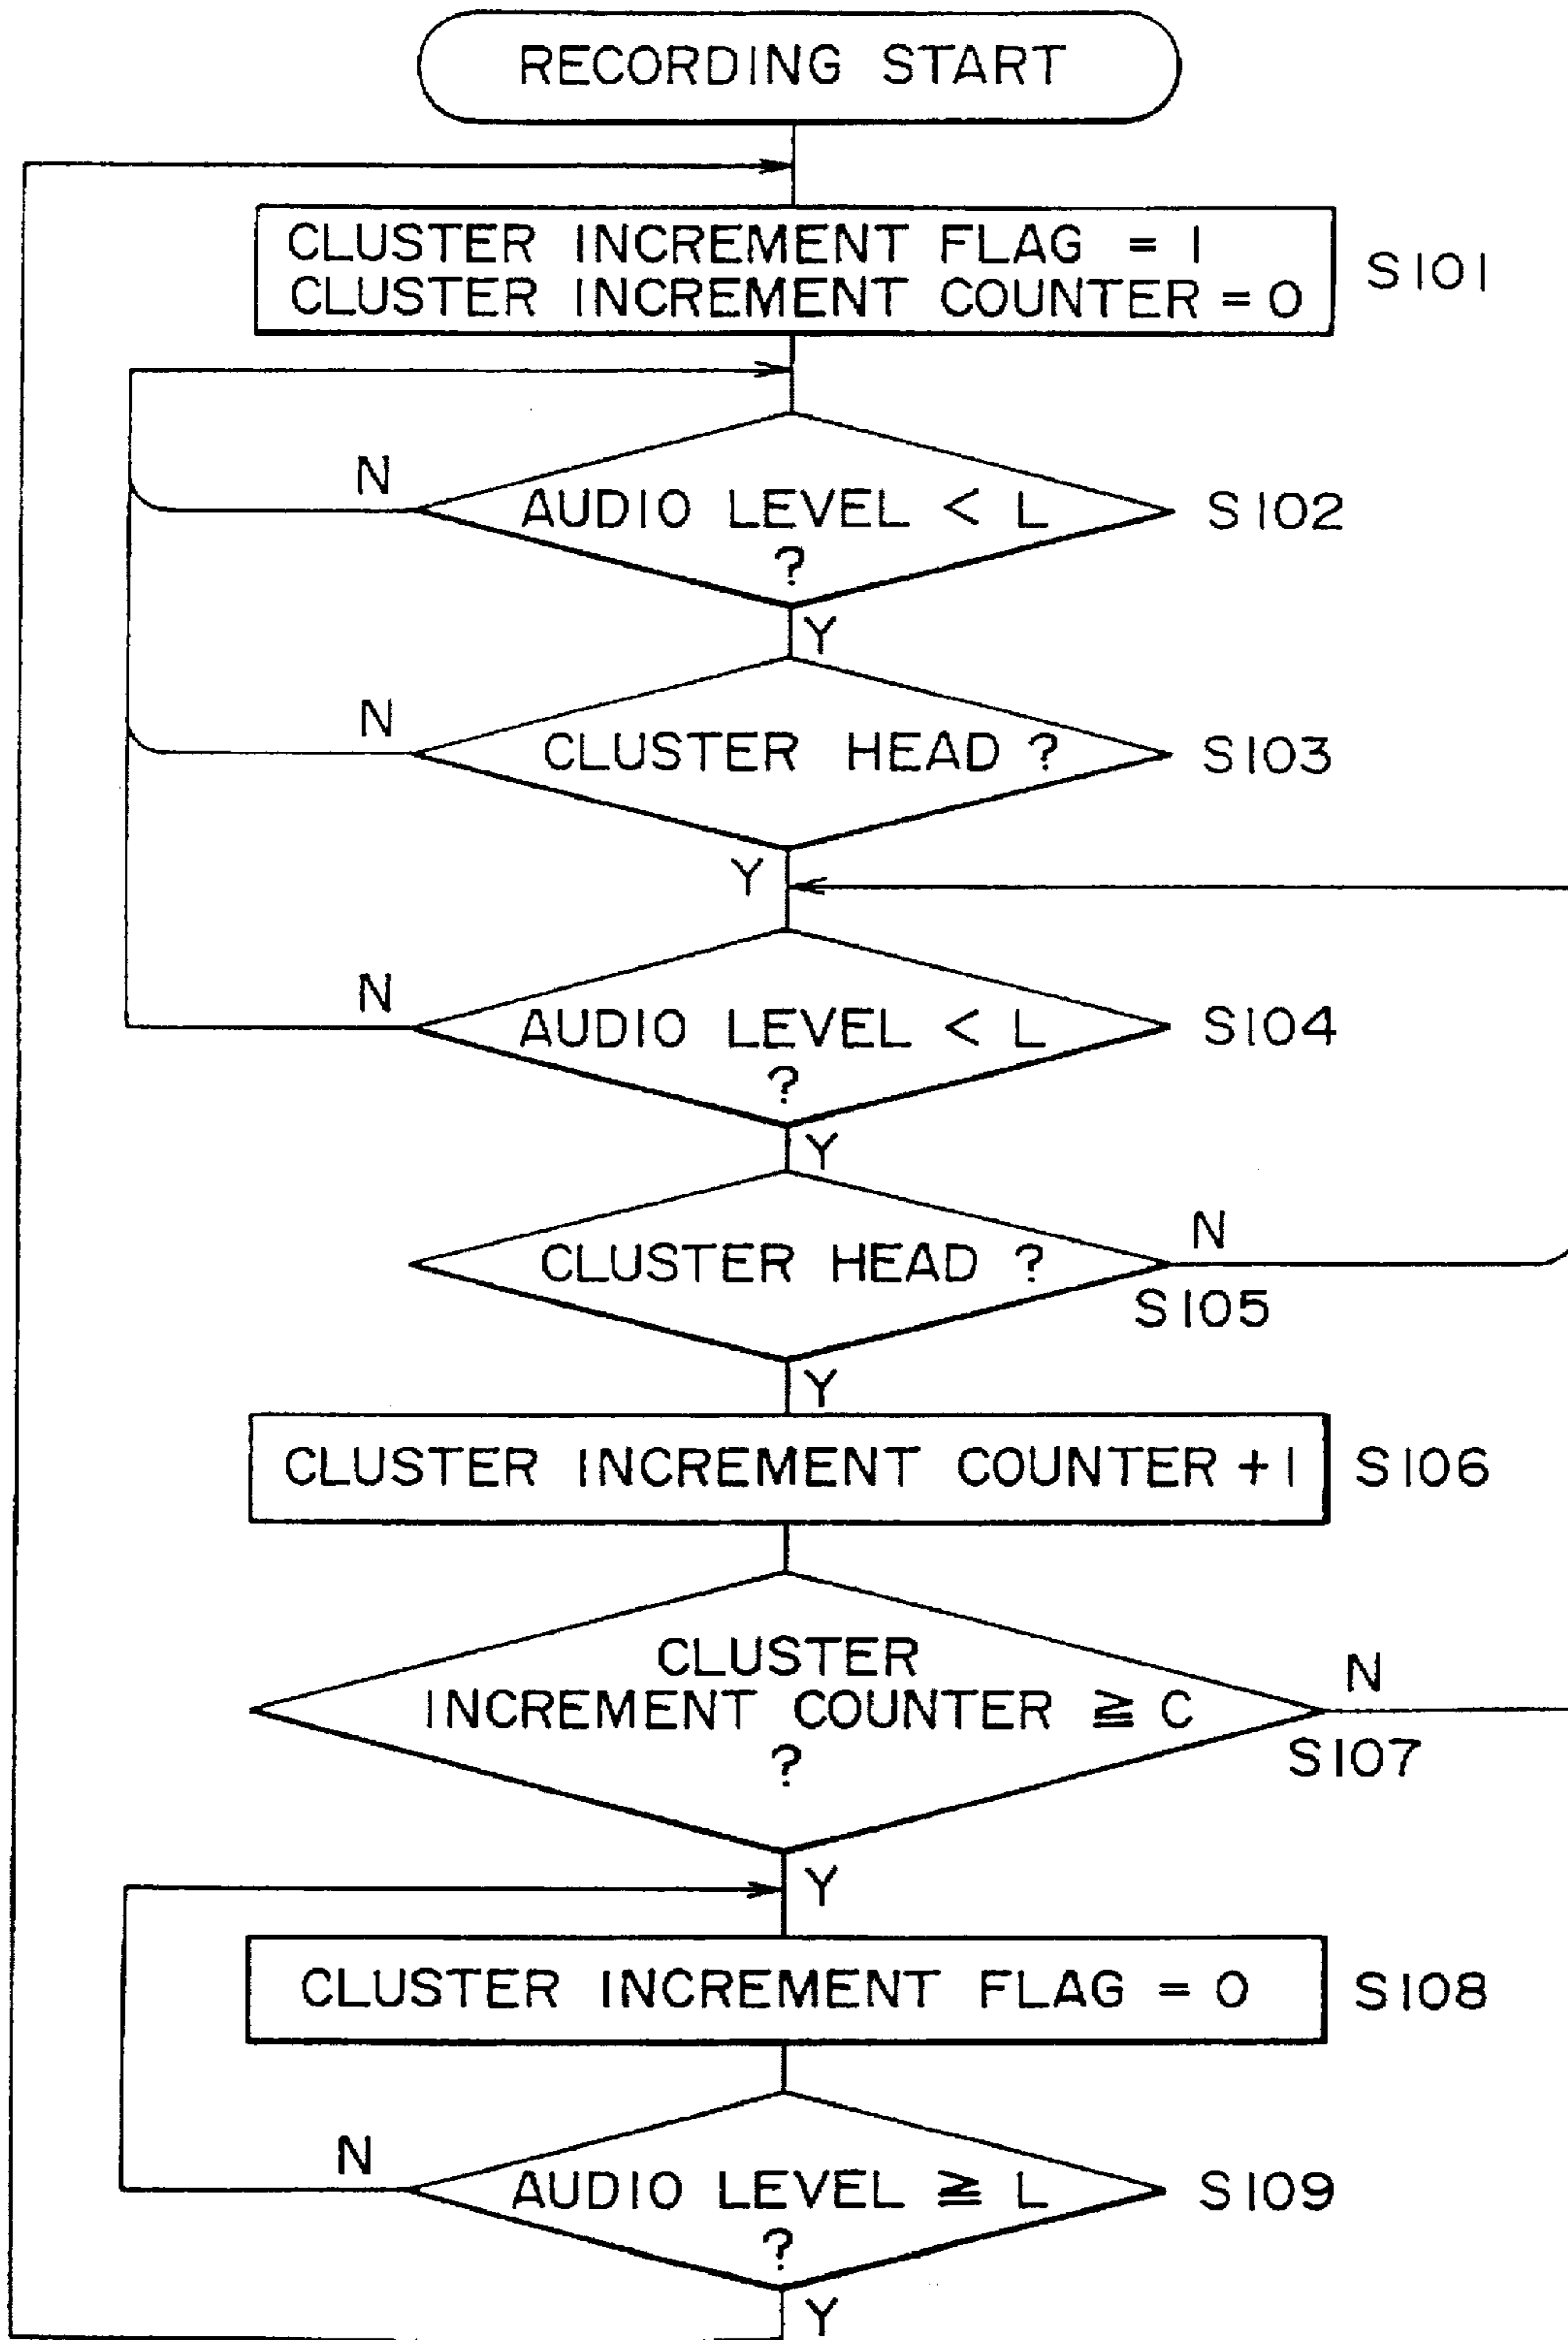 RECORDING START
CLUSTER INCREMENT FLAG = 1
CLUSTER INCREMENT COUNTER = 0
S101
N
AUDIO LEVEL < L
?
S102
Y
N
CLUSTER HEAD ?
S103
Y
N
AUDIO LEVEL < L
?
S104
Y
CLUSTER HEAD ?
N
S105
Y
CLUSTER INCREMENT COUNTER +1
S106
CLUSTER
INCREMENT COUNTER ≧ C
?
N
S107
Y
CLUSTER INCREMENT FLAG = 0
S108
N
AUDIO LEVEL ≧ L
?
S109
Y